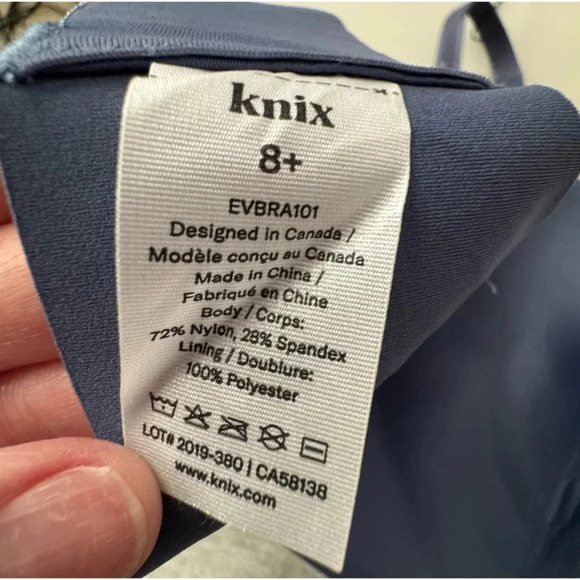 knix
8+
EVBRA101
Designed in Canada /
Modèle conçu au Canada
Made in China /
Fabriqué en Chine
Body / Corps:
72% Nylon, 28% Spandex
Lining / Doublure:
100% Polyester
LOT# 2019-380 | CA58138
www.knix.com